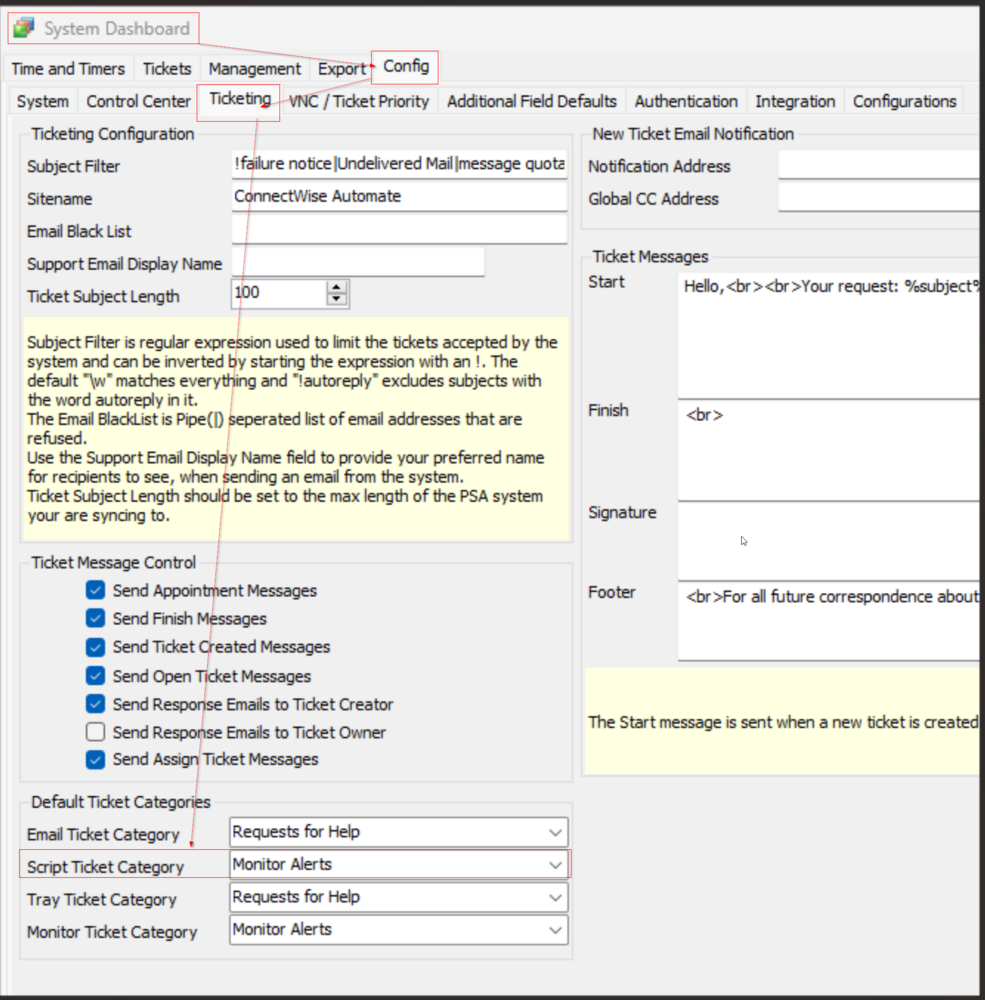 System Dashboard
Time and Timers Tickets Management Export Config
System Control Center Ticketing VNC / Ticket Priority Additional Field Defaults Authentication Integration Configurations
Ticketing Configuration
Subject Filter !failure notice|Undelivered Mail|message quota
Sitename ConnectWise Automate
Email Black List
Support Email Display Name
Ticket Subject Length 100
Subject Filter is regular expression used to limit the tickets accepted by the
system and can be inverted by starting the expression with an !. The
default "\w" matches everything and "!autoreply" excludes subjects with
the word autoreply in it.
The Email BlackList is Pipe(|) seperated list of email addresses that are
refused.
Use the Support Email Display Name field to provide your preferred name
for recipients to see, when sending an email from the system.
Ticket Subject Length should be set to the max length of the PSA system
your are syncing to.
Ticket Message Control
Send Appointment Messages
Send Finish Messages
Send Ticket Created Messages
Send Open Ticket Messages
Send Response Emails to Ticket Creator
Send Response Emails to Ticket Owner
Send Assign Ticket Messages
Default Ticket Categories
Email Ticket Category Requests for Help
Script Ticket Category Monitor Alerts
Tray Ticket Category Requests for Help
Monitor Ticket Category Monitor Alerts
New Ticket Email Notification
Notification Address
Global CC Address
Ticket Messages
Start Hello,<br><br>Your request: %subject%
Finish <br>
Signature
Footer <br>For all future correspondence about
The Start message is sent when a new ticket is created